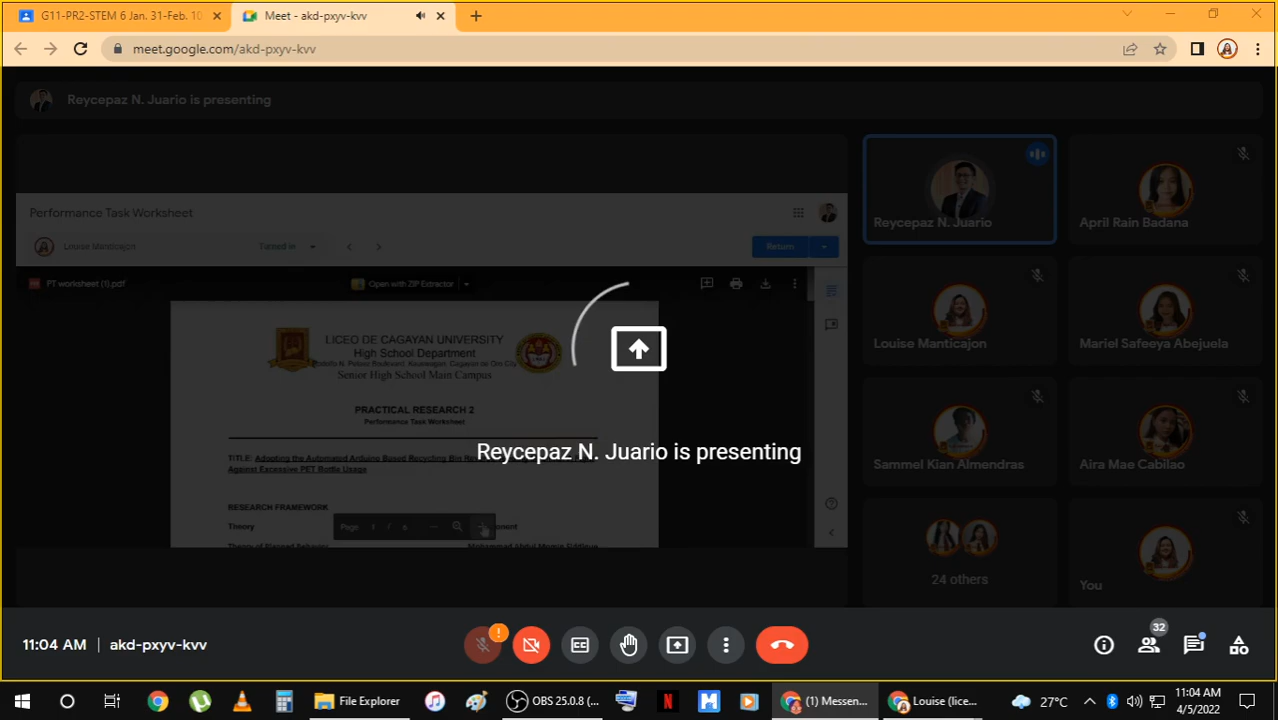 G11-PR2-STEM 6 Jan. 31-Feb. 10
Meet - akd-pxyv-kvv
meet.google.com/akd-pxyv-kvv
Reycepaz N. Juario is presenting
Performance Task Worksheet
Louise Manticajon
Turned in
Return
PT worksheet (1).pdf
Open with ZIP Extractor
LICEO DE CAGAYAN UNIVERSITY
High School Department
Senior High School Main Campus
PRACTICAL RESEARCH 2
Performance Task Worksheet
TITLE: Adopting the Automated Arduino Based Recycling Bin
Against Excessive PET Bottle Usage
RESEARCH FRAMEWORK
Theory
Page 1 /
Theory of Planned Behavior
Reycepaz N. Juario is presenting
Reycepaz N. Juario
April Rain Badana
Louise Manticajon
Mariel Safeeya Abejuela
Sammel Kian Almendras
Aira Mae Cabilao
24 others
You
11:04 AM
akd-pxyv-kvv
CC
32
File Explorer
OBS 25.0.8 (...
(1) Messen...
Louise (lice...
27°C
11:04 AM
4/5/2022